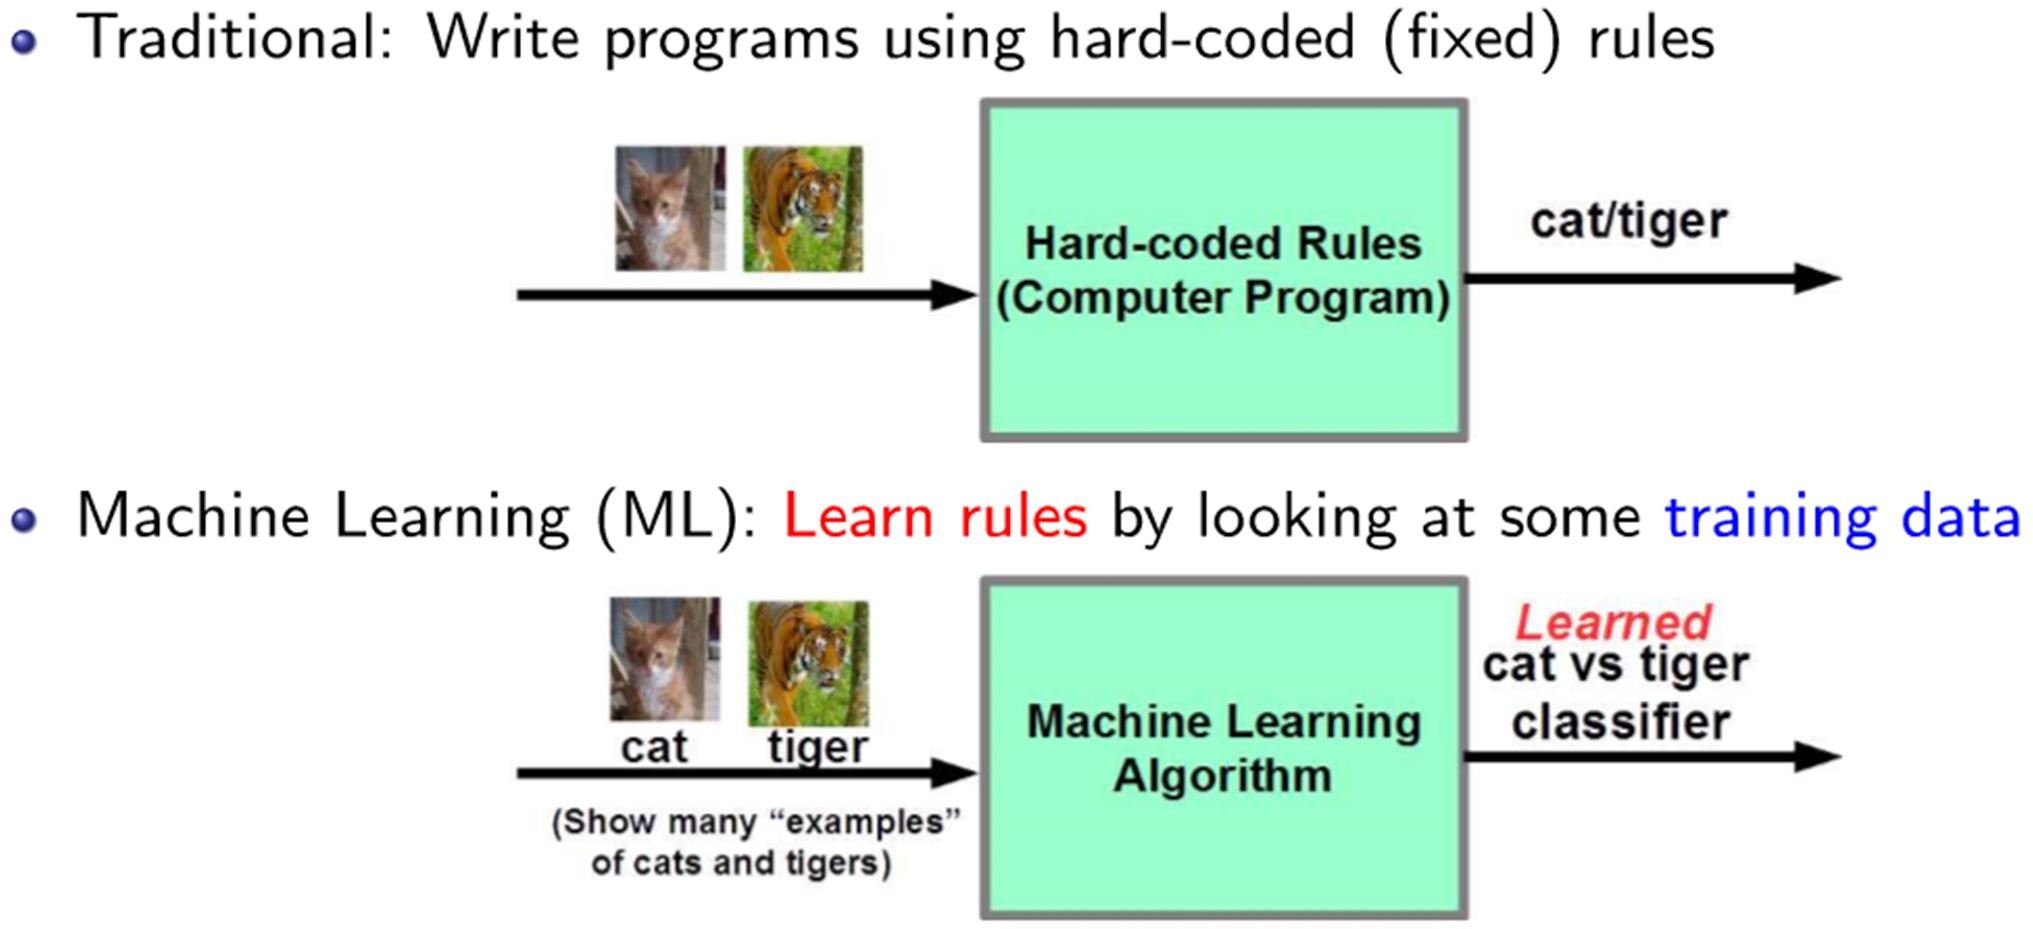 Traditional: Write programs using hard-coded (fixed) rules
Hard-coded Rules
(Computer Program)
cat/tiger
Machine Learning (ML): Learn rules by looking at some training data
cat tiger
(Show many “examples”
of cats and tigers)
Machine Learning
Algorithm
Learned
cat vs tiger
classifier